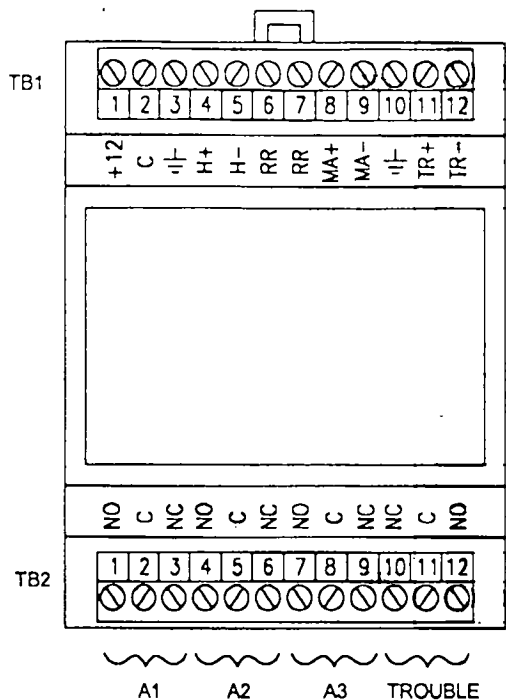 TB1
1 2 3 4 5 6 7 8 9 10 11 12
+12 C H+ H- RR RR MA+ MA- TR+ TR-
NO C NC NO C NC NO C NC NC C NO
TB2
1 2 3 4 5 6 7 8 9 10 11 12
A1 A2 A3 TROUBLE